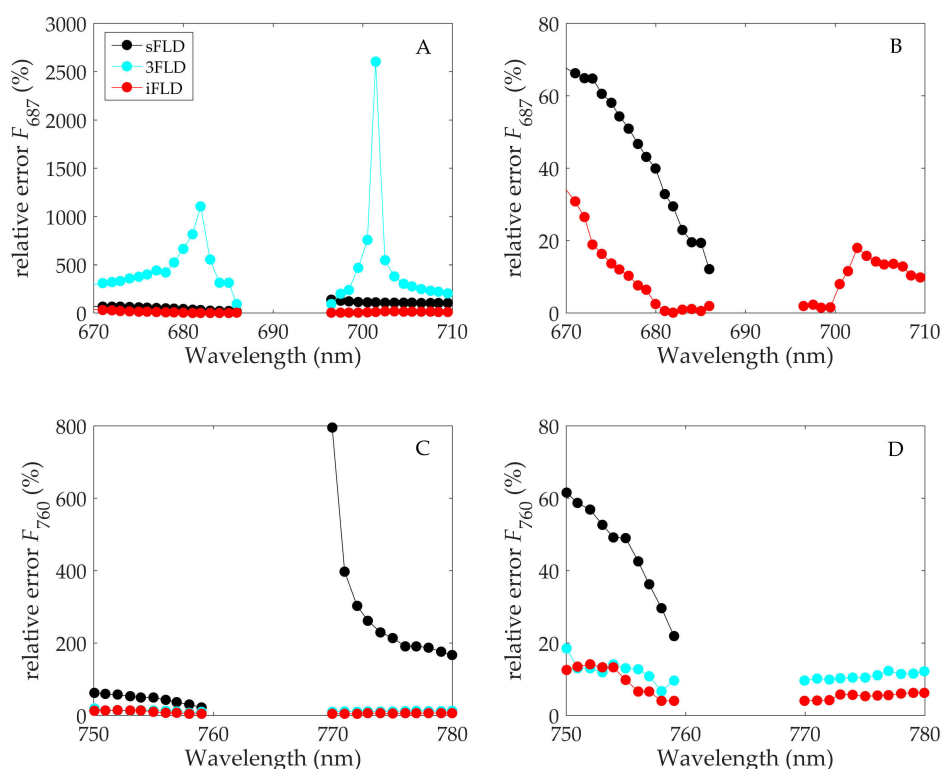 3000
2500
2000
1500
1000
500
0
relative error F687 (%)
sFLD
3FLD
iFLD
A
670 680 690 700 710
Wavelength (nm)
80
60
40
20
0
relative error F687 (%)
B
670 680 690 700 710
Wavelength (nm)
800
600
400
200
0
relative error F760 (%)
C
750 760 770 780
Wavelength (nm)
80
60
40
20
0
relative error F760 (%)
D
750 760 770 780
Wavelength (nm)